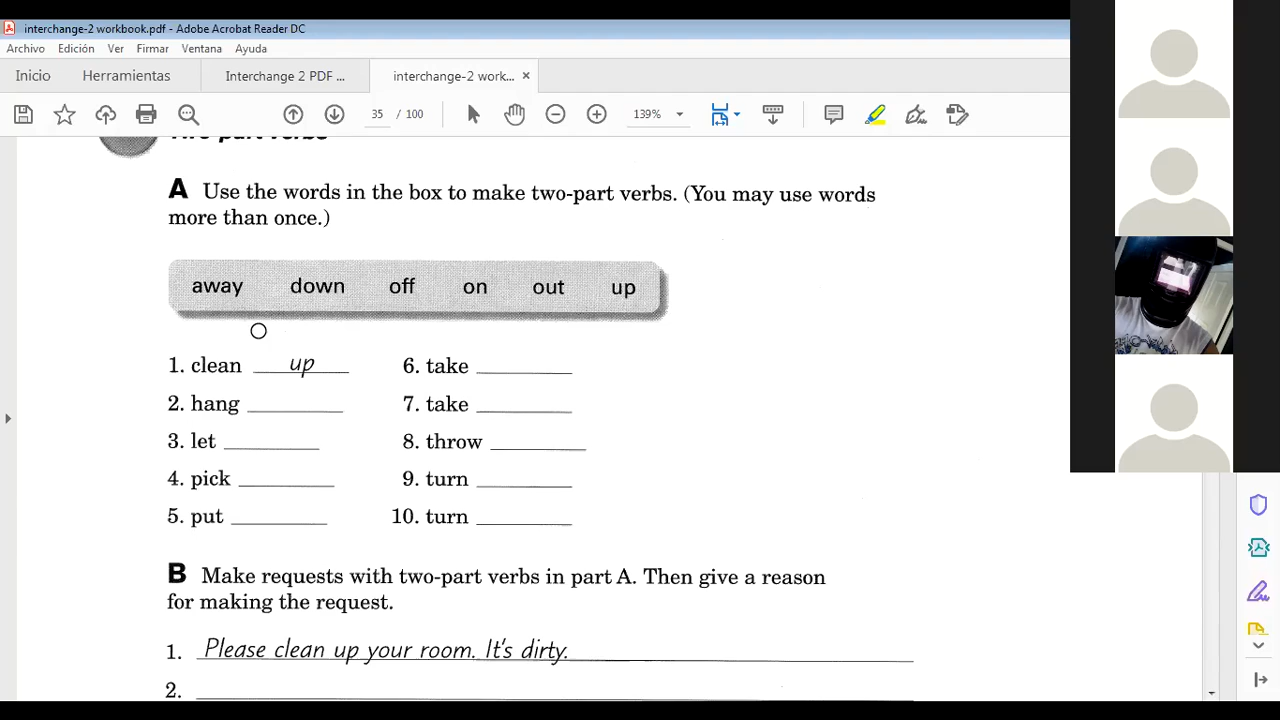 interchange-2 workbook.pdf - Adobe Acrobat Reader DC
Archivo Edición Ver Firmar Ventana Ayuda
Inicio Herramientas Interchange 2 PDF ... interchange-2 work... ×
35 / 100 139%
Two-part verbs
A Use the words in the box to make two-part verbs. (You may use words
more than once.)
away down off on out up
1. clean up 6. take
2. hang 7. take
3. let 8. throw
4. pick 9. turn
5. put 10. turn
B Make requests with two-part verbs in part A. Then give a reason
for making the request.
1. Please clean up your room. It's dirty.
2.